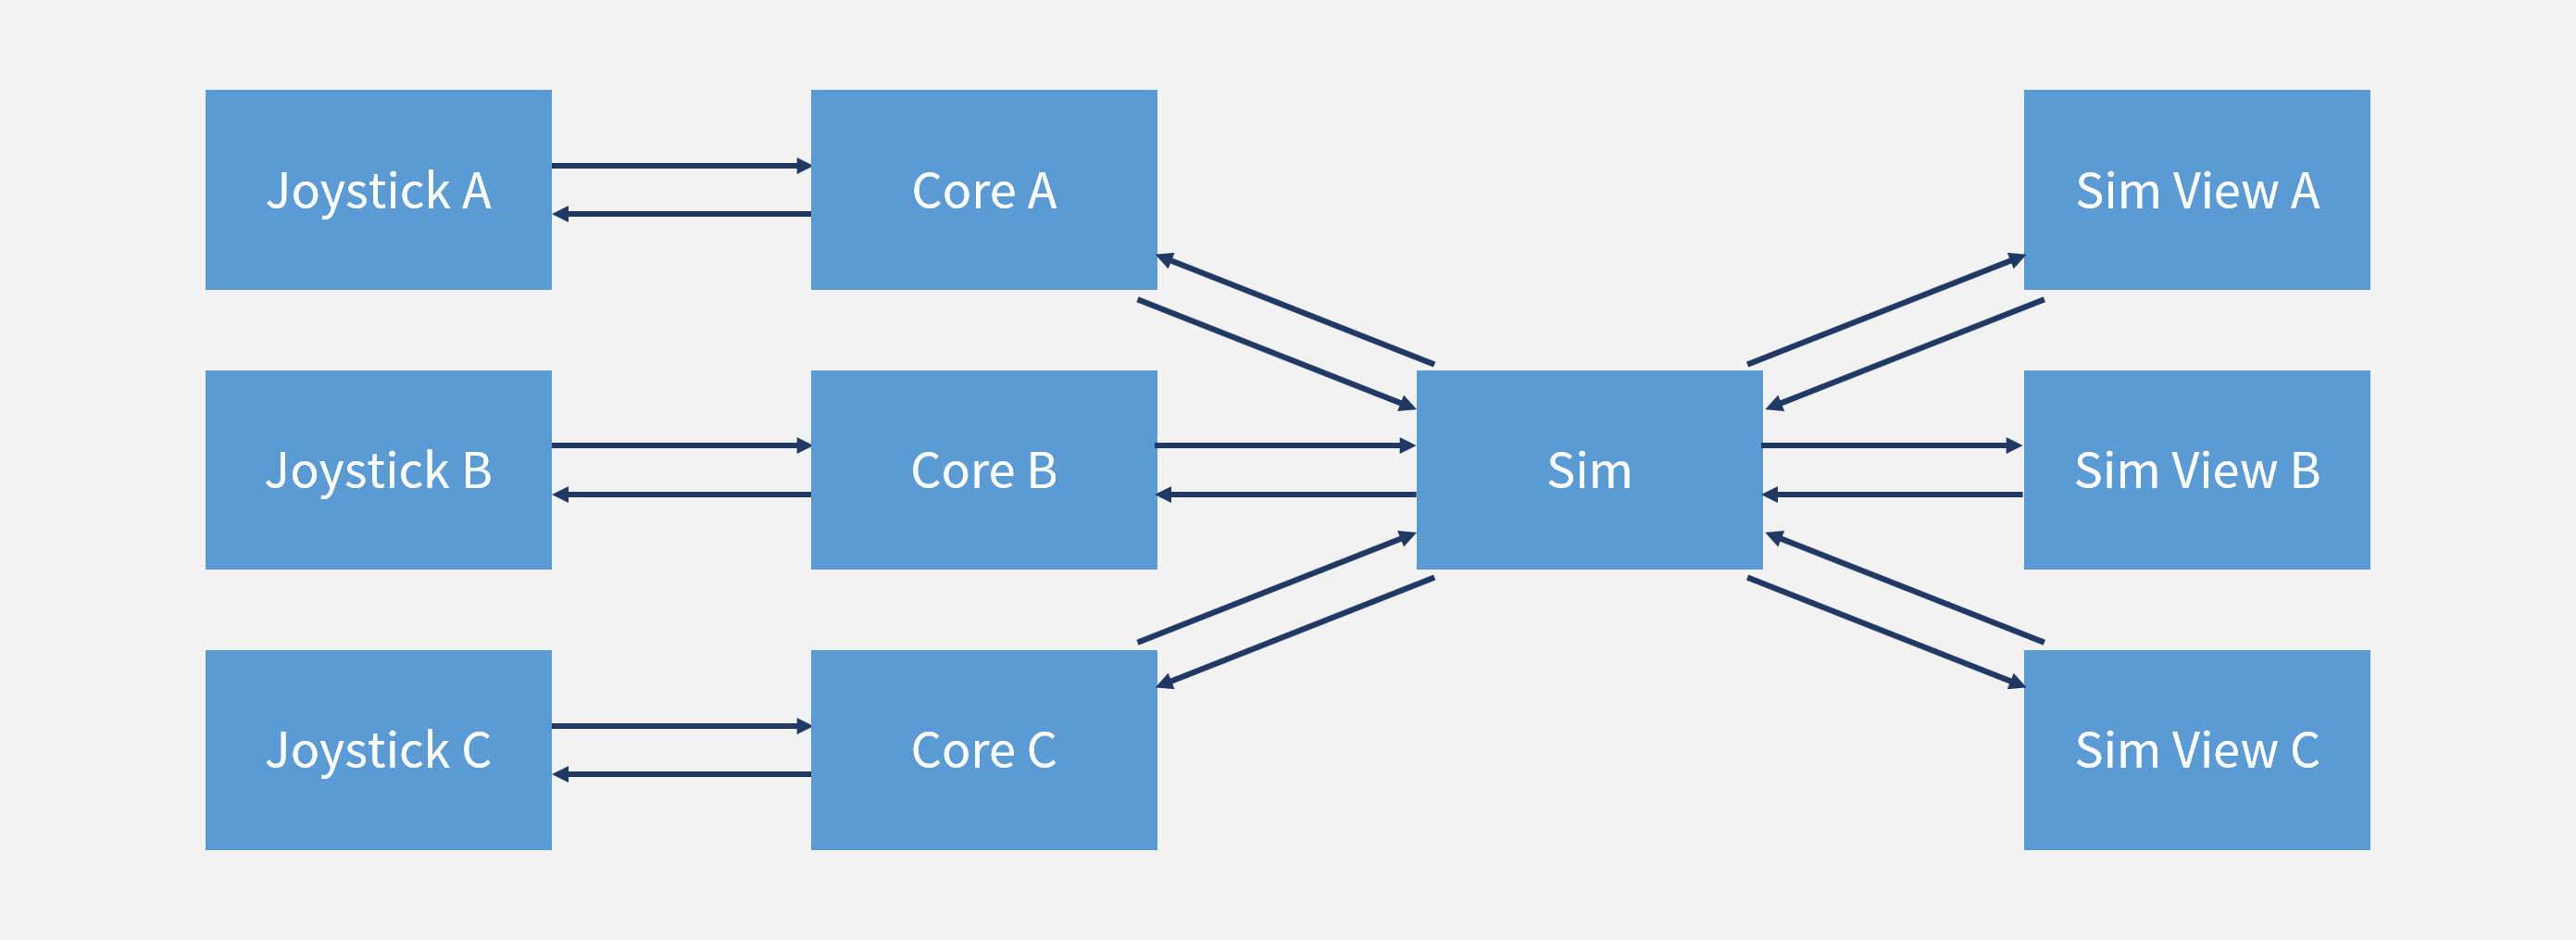 Joystick A
Core A
Sim View A
Joystick B
Core B
Sim
Sim View B
Joystick C
Core C
Sim View C